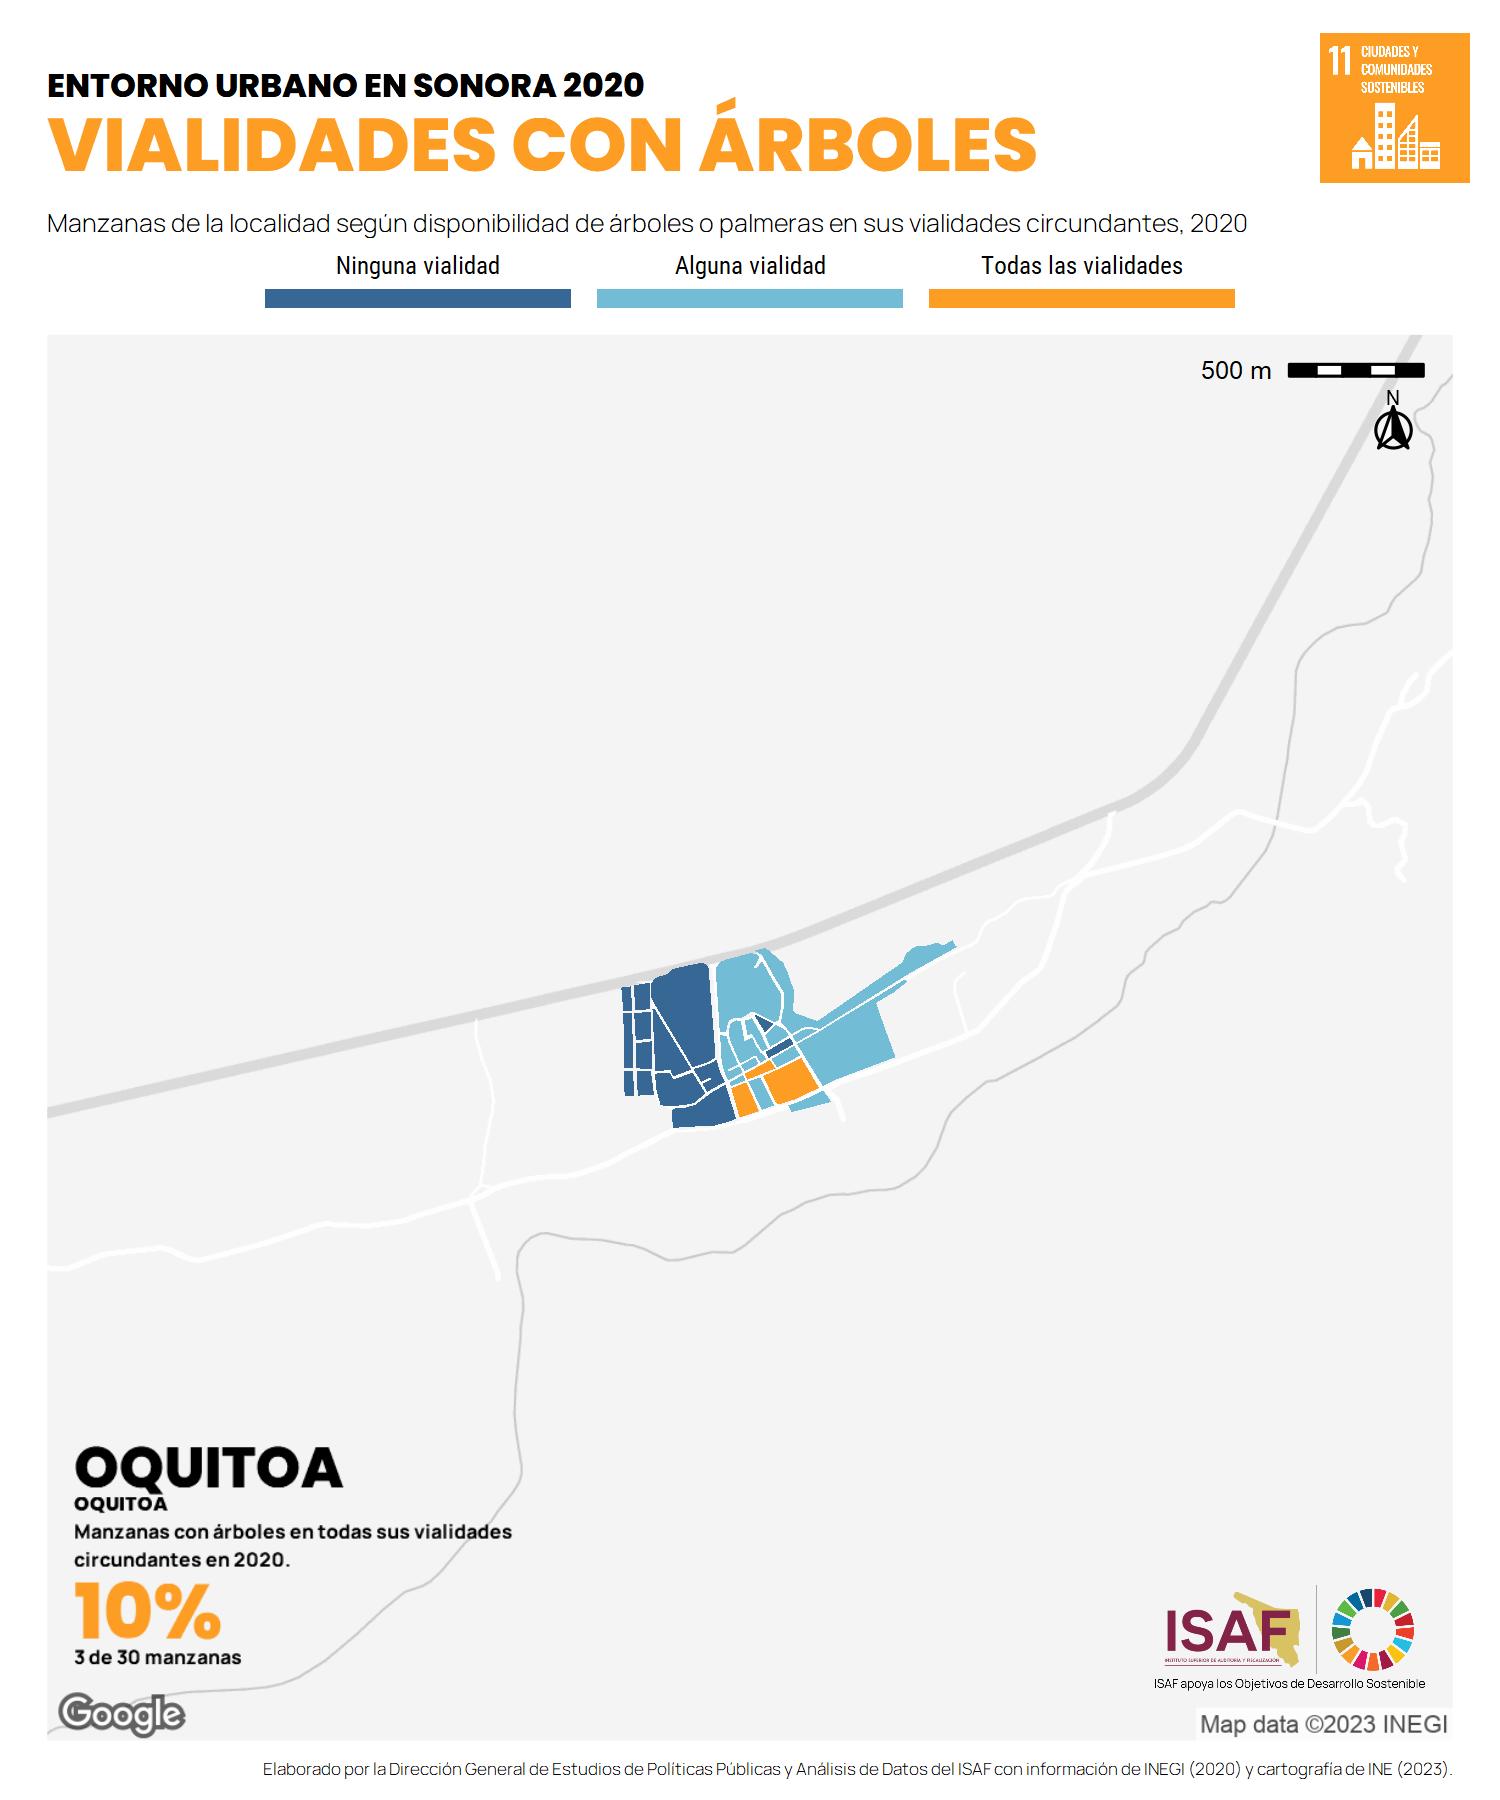 ENTORNO URBANO EN SONORA 2020
VIALIDADES CON ÁRBOLES
11 CIUDADES Y
COMUNIDADES
SOSTENIBLES
Manzanas de la localidad según disponibilidad de árboles o palmeras en sus vialidades circundantes, 2020
Ninguna vialidad Alguna vialidad Todas las vialidades
500 m
N
OQUITOA
OQUITOA
Manzanas con árboles en todas sus vialidades
circundantes en 2020.
10%
3 de 30 manzanas
Google
ISAF
INSTITUTO SUPERIOR DE AUDITORÍA Y FISCALIZACIÓN
ISAF apoya los Objetivos de Desarrollo Sostenible
Map data ©2023 INEGI
Elaborado por la Dirección General de Estudios de Políticas Públicas y Análisis de Datos del ISAF con información de INEGI (2020) y cartografía de INE (2023).